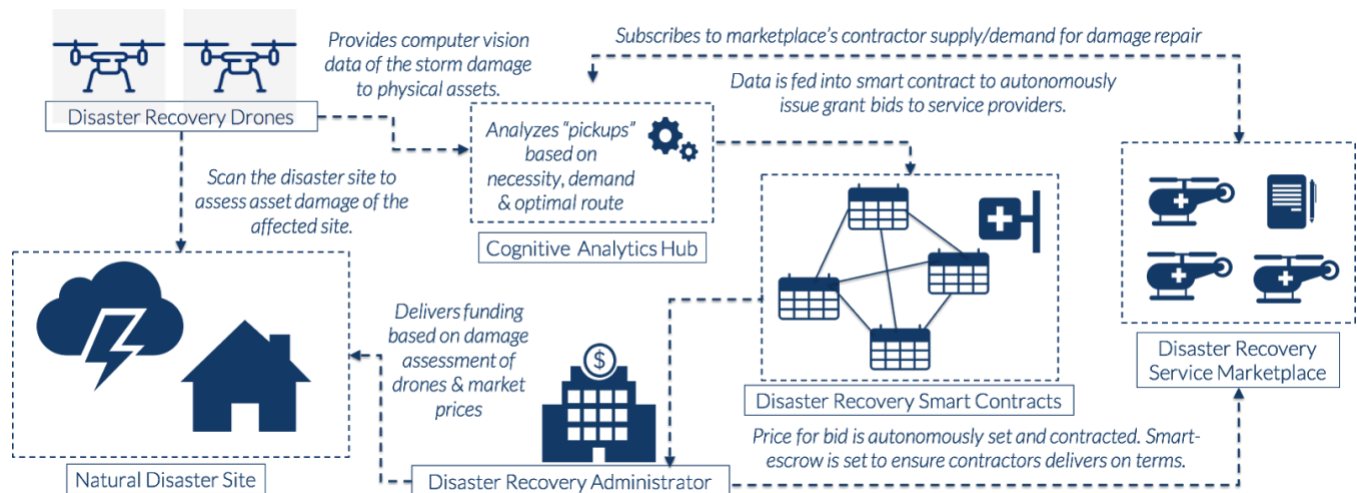 Disaster Recovery Drones
Provides computer vision
data of the storm damage
to physical assets.
Subscribes to marketplace's contractor supply/demand for damage repair
Data is fed into smart contract to autonomously
issue grant bids to service providers.
Analyzes “pickups”
based on
necessity, demand
& optimal route
Cognitive Analytics Hub
Scan the disaster site to
assess asset damage of the
affected site.
Natural Disaster Site
Delivers funding
based on damage
assessment of
drones & market
prices
$
Disaster Recovery Administrator
Disaster Recovery Smart Contracts
Disaster Recovery
Service Marketplace
Price for bid is autonomously set and contracted. Smart-
escrow is set to ensure contractors delivers on terms.